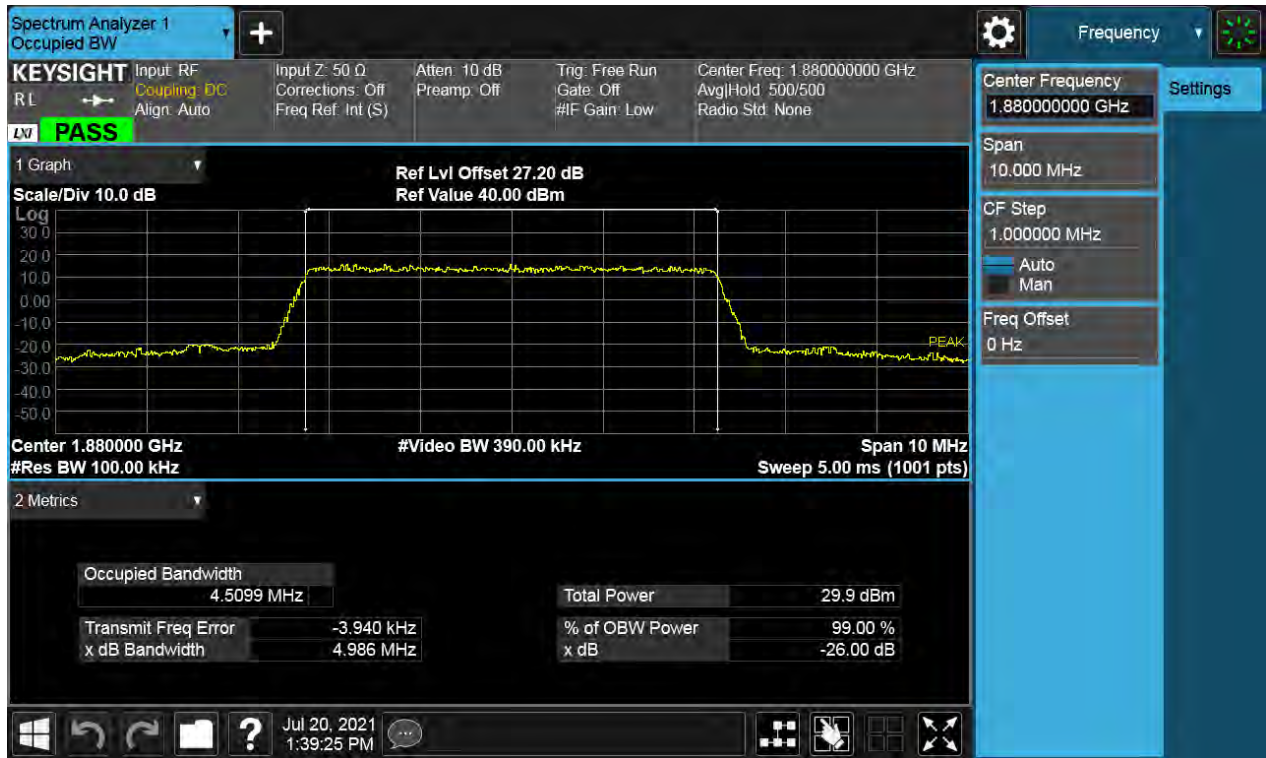 Spectrum Analyzer 1
Occupied BW
+
Frequency
KEYSIGHT
RL
LXI
PASS
Input: RF
Coupling: DC
Align: Auto
Input Z: 50 Ω
Corrections: Off
Freq Ref: Int (S)
Atten: 10 dB
Preamp: Off
Trig: Free Run
Gate: Off
#IF Gain: Low
Center Freq: 1.880000000 GHz
Avg|Hold: 500/500
Radio Std: None
Center Frequency
1.880000000 GHz
Settings
Span
10.000 MHz
CF Step
1.000000 MHz
Auto
Man
Freq Offset
0 Hz
1 Graph
Scale/Div 10.0 dB
Ref Lvl Offset 27.20 dB
Ref Value 40.00 dBm
Log
30.0
20.0
10.0
0.00
-10.0
-20.0
-30.0
-40.0
-50.0
PEAK
Center 1.880000 GHz
#Video BW 390.00 kHz
Span 10 MHz
#Res BW 100.00 kHz
Sweep 5.00 ms (1001 pts)
2 Metrics
Occupied Bandwidth
4.5099 MHz
Total Power 29.9 dBm
Transmit Freq Error -3.940 kHz
% of OBW Power 99.00 %
x dB Bandwidth 4.986 MHz
x dB -26.00 dB
?
Jul 20, 2021
1:39:25 PM